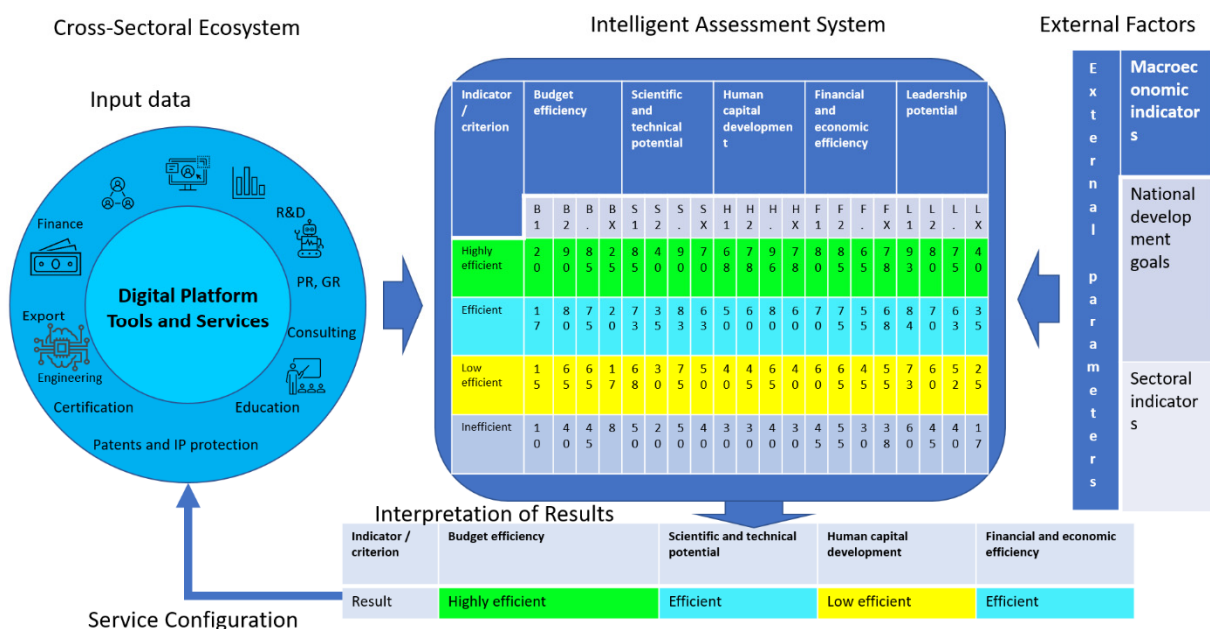 Cross-Sectoral Ecosystem
Intelligent Assessment System
External Factors
Input data
Finance
R&D
PR, GR
Export
Consulting
Engineering
Certification
Education
Patents and IP protection
Digital Platform
Tools and Services
Indicator
/
criterion
Budget
efficiency
Scientific
and
technical
potential
Human
capital
developmen
t
Financial
and
economic
efficiency
Leadership
potential
B1 B2 B. BX S1 S2 S. SX H1 H2 H. HX F1 F2 F. FX L1 L2 L. LX
Highly
efficient
20 90 85 25 85 40 90 70 68 78 96 78 80 85 65 78 93 80 75 40
Efficient
17 80 75 20 73 35 83 63 50 60 80 60 70 75 55 68 84 70 63 35
Low
efficient
15 65 65 17 68 30 75 50 40 45 65 40 60 65 45 55 73 60 52 25
Inefficient
10 40 45 8 50 20 50 40 30 30 40 30 45 55 30 38 60 45 40 17
External parameters
Macroec
onomic
indicator
s
National
develop
ment
goals
Sectoral
indicator
s
Interpretation of Results
Indicator /
criterion
Budget efficiency
Scientific and technical
potential
Human capital
development
Financial and economic
efficiency
Result
Highly efficient
Efficient
Low efficient
Efficient
Service Configuration